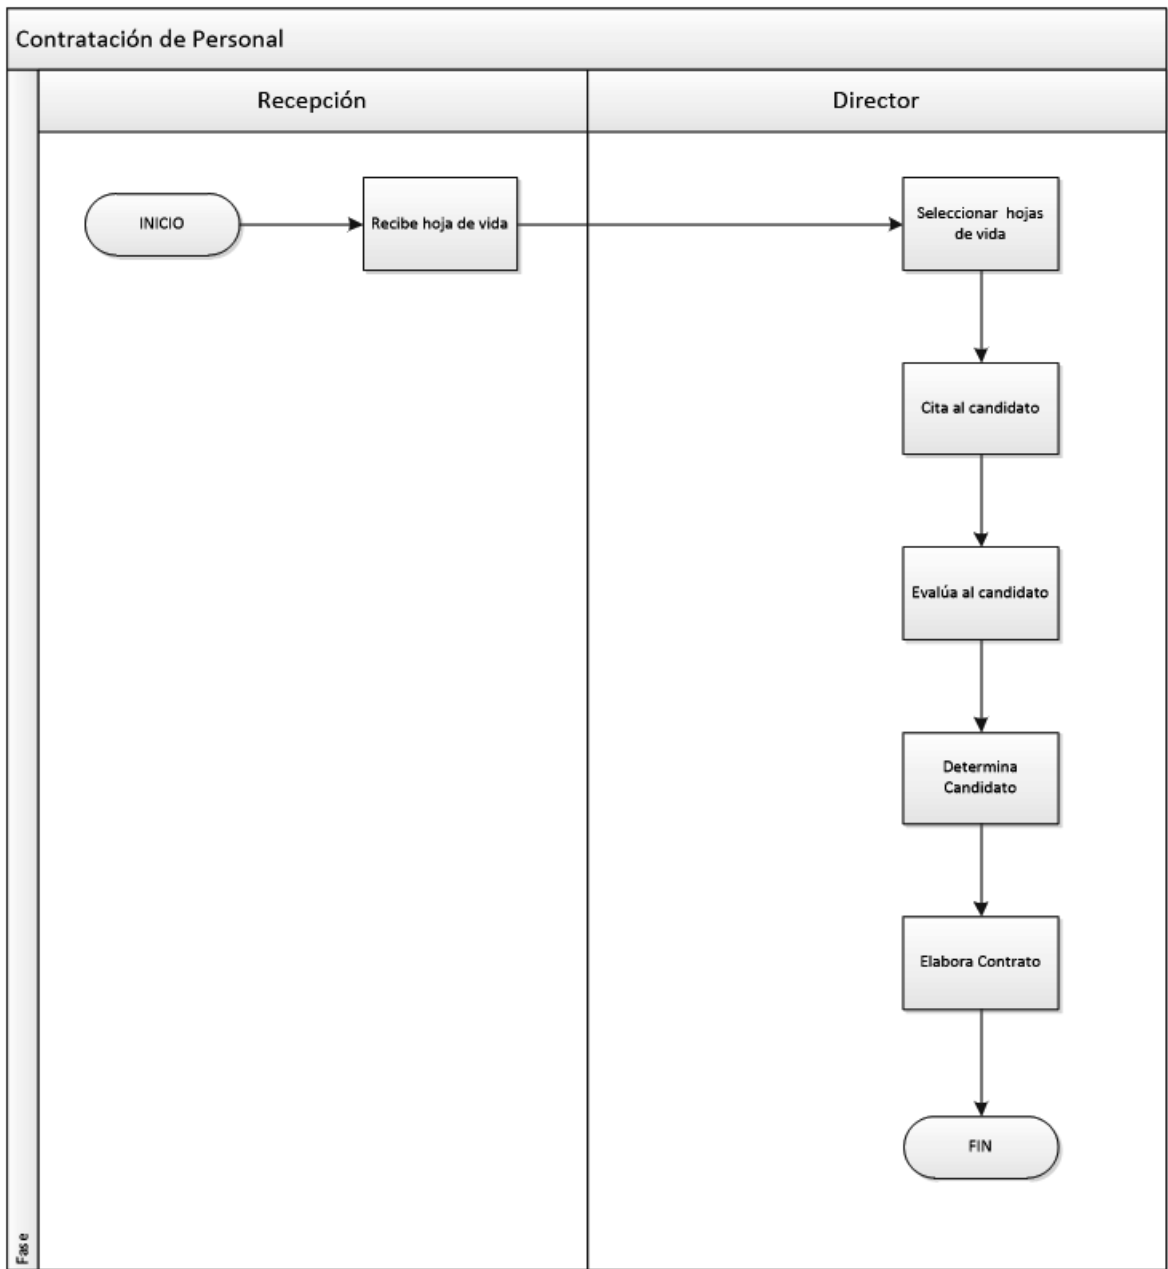 Contratación de Personal
Recepción
Director
INICIO
Recibe hoja de vida
Seleccionar hojas
de vida
Cita al candidato
Evalúa al candidato
Determina
Candidato
Elabora Contrato
FIN
Fase